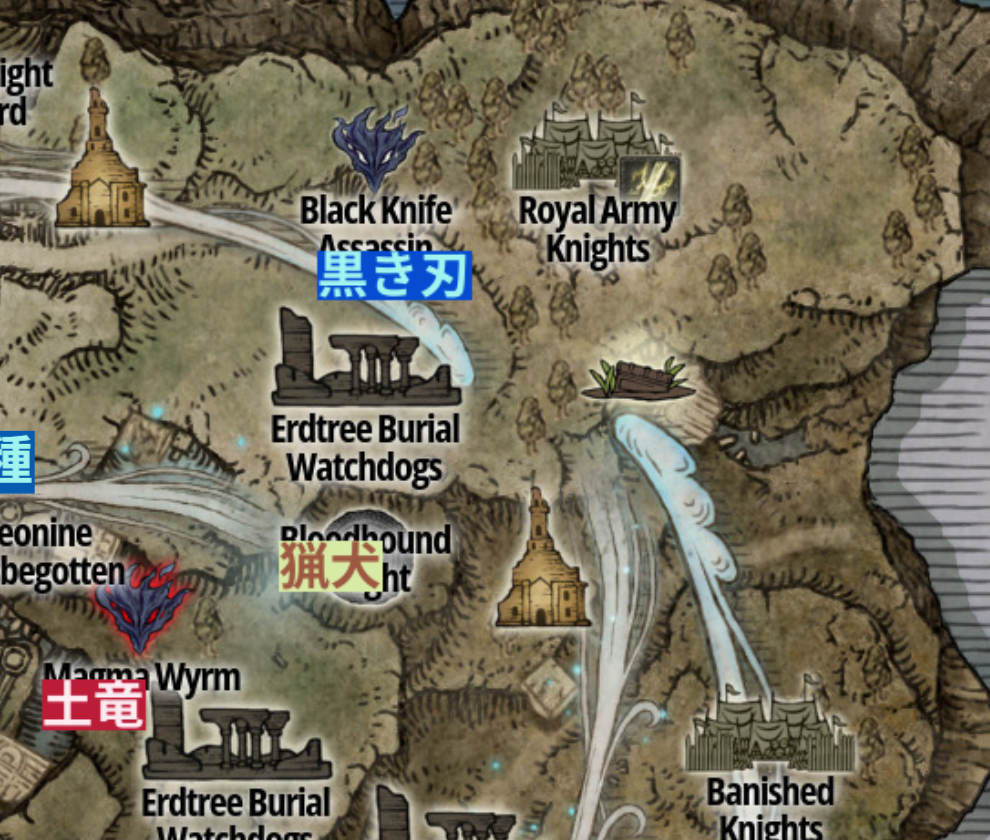 ight
rd
Black Knife
Assassin
黒き刃
Royal Army
Knights
Erdtree Burial
Watchdogs
種
eonine
begotten
Bloodhound
猟犬
ght
Magma Wyrm
土竜
Erdtree Burial
Watchdogs
Banished
Knights